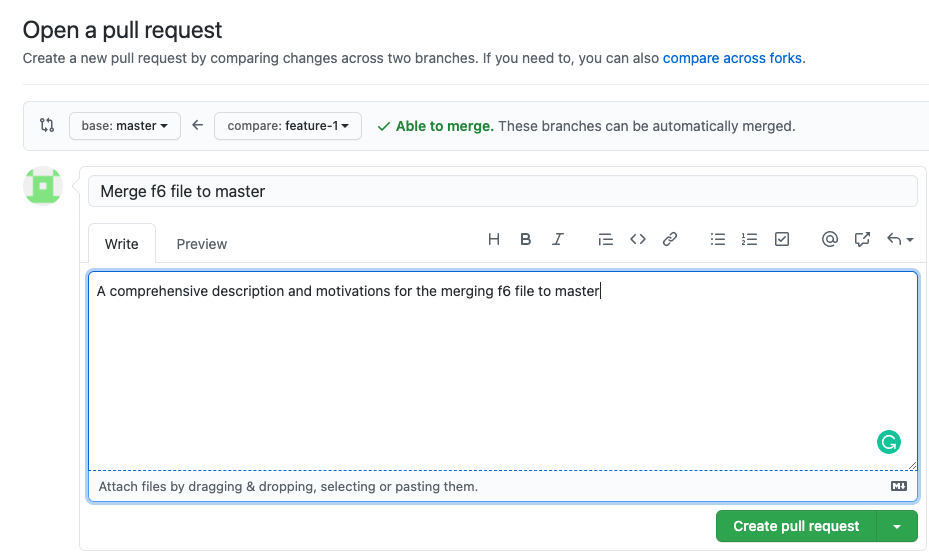 Open a pull request
Create a new pull request by comparing changes across two branches. If you need to, you can also compare across forks.
base: master compare: feature-1 Able to merge. These branches can be automatically merged.
Merge f6 file to master
Write Preview
A comprehensive description and motivations for the merging f6 file to master
Attach files by dragging & dropping, selecting or pasting them.
Create pull request